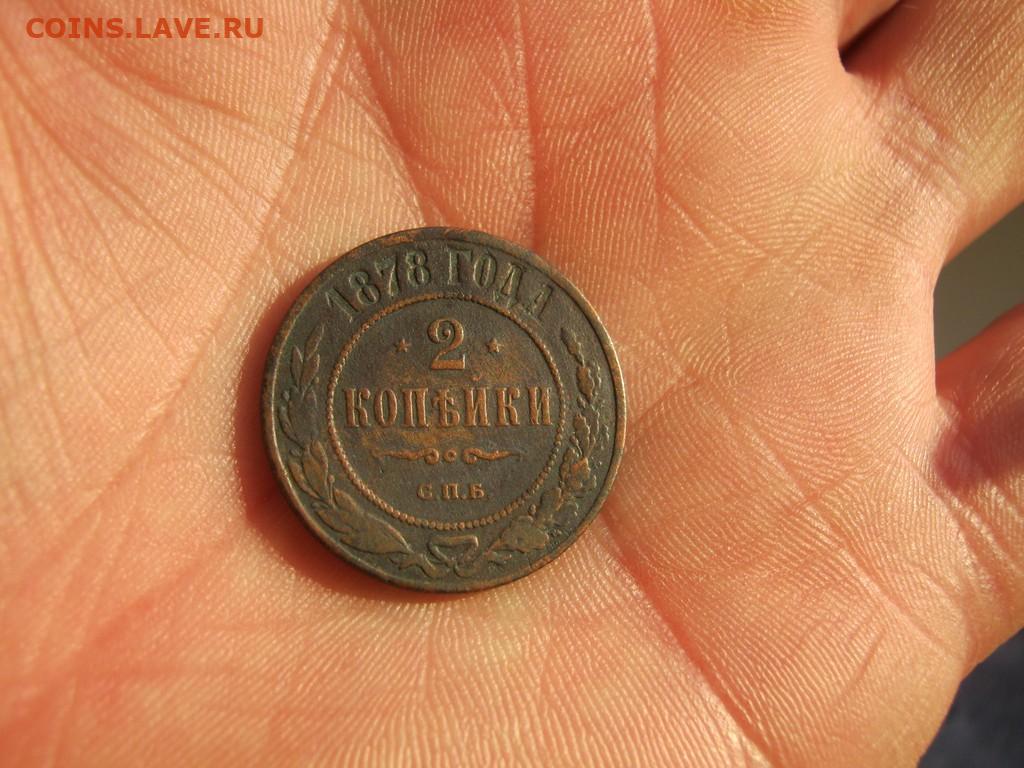 COINS.LAVE.RU
1878 ГОДА
2
КОПѢЙКИ
С.П.Б.